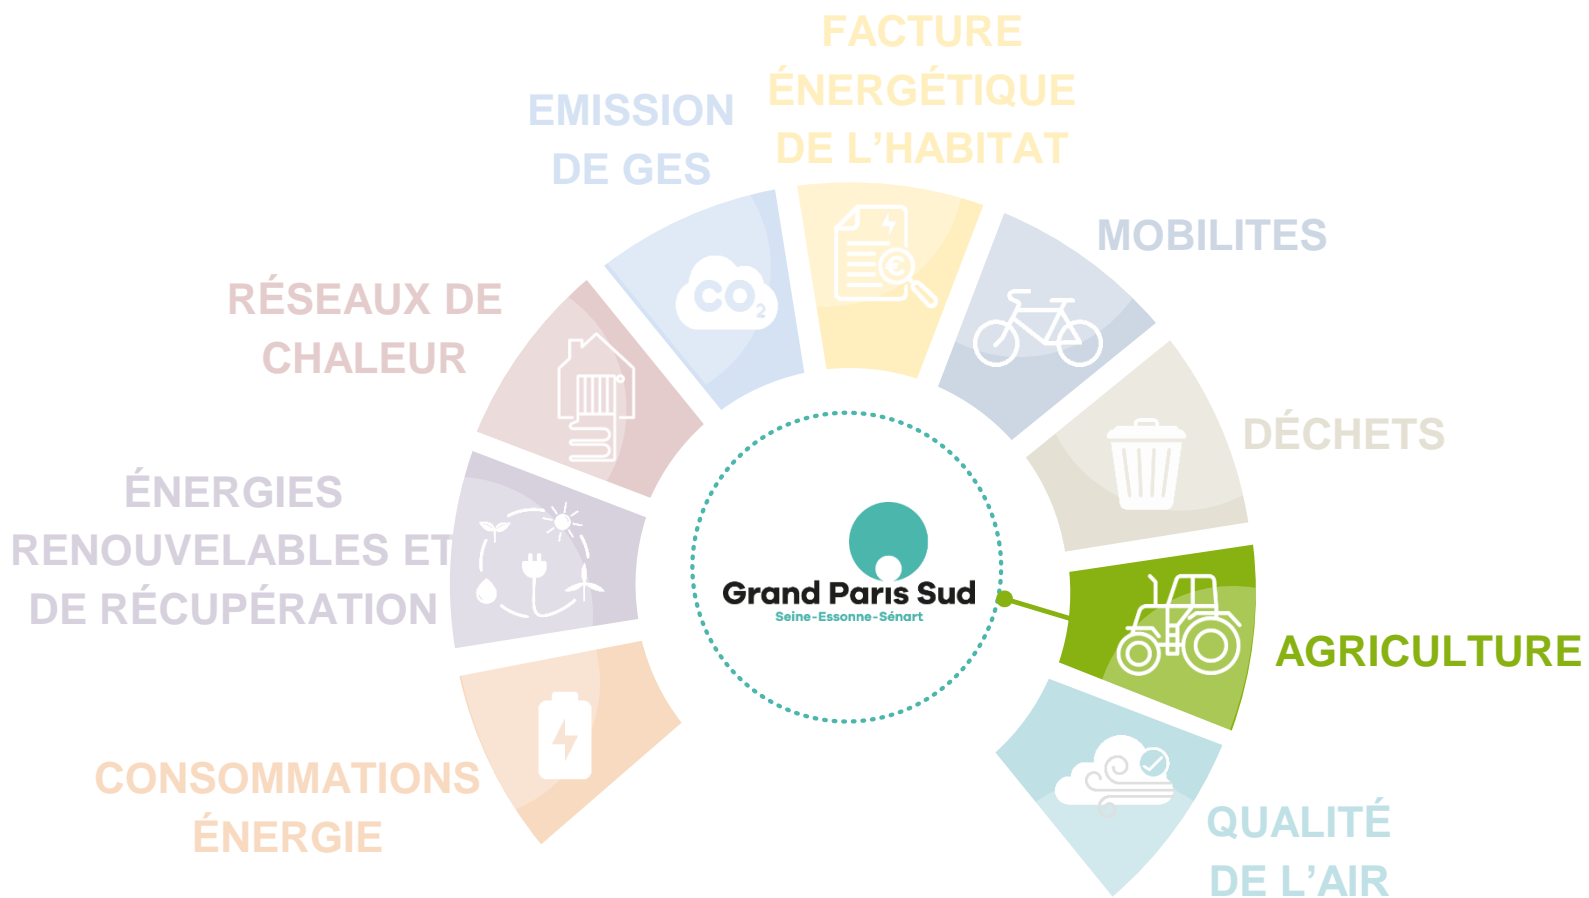 FACTURE
ÉNERGÉTIQUE
DE L’HABITAT
EMISSION
DE GES
MOBILITES
RÉSEAUX DE
CHALEUR
CO2
€
DÉCHETS
ÉNERGIES
RENOUVELABLES ET
DE RÉCUPÉRATION
Grand Paris Sud
Seine-Essonne-Sénart
AGRICULTURE
CONSOMMATIONS
ÉNERGIE
QUALITÉ
DE L’AIR